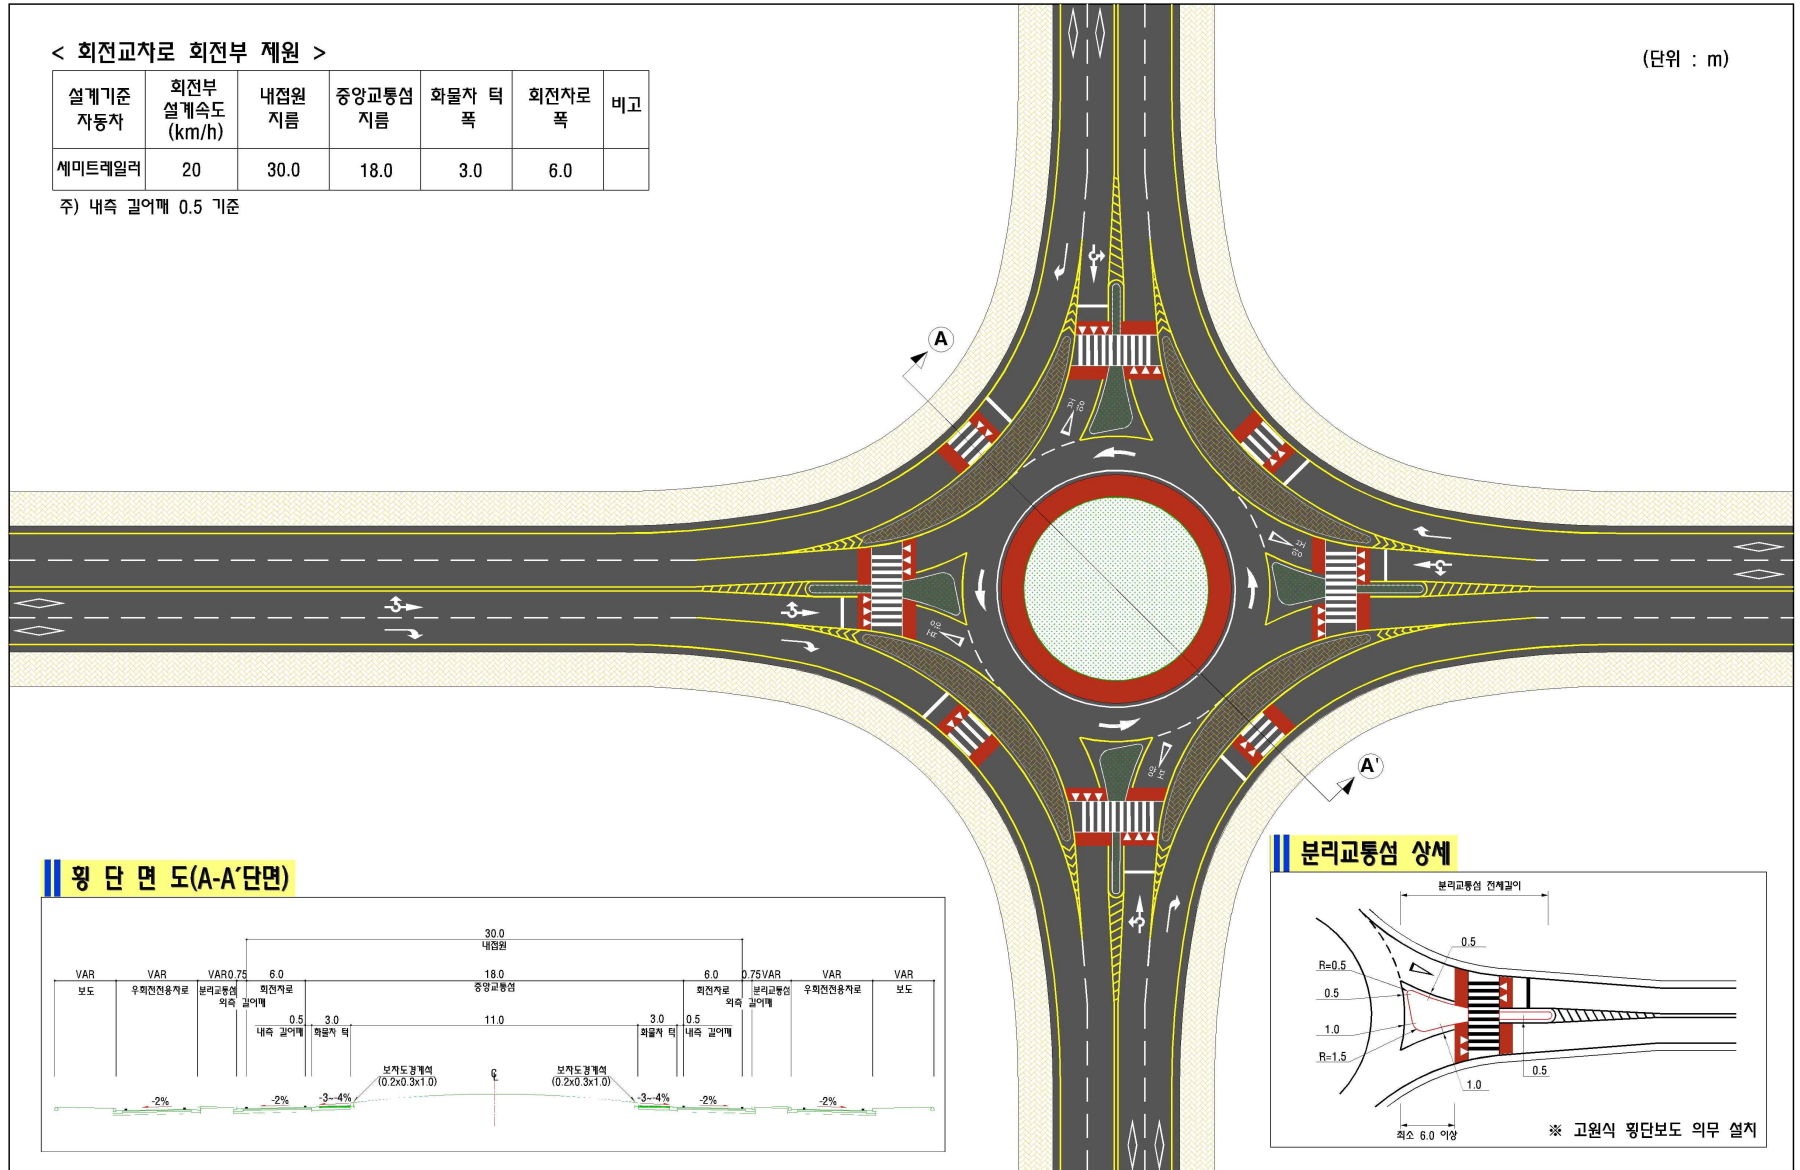 < 회전교차로 회전부 제원 >
(단위 : m)
설계기준
자동차
회전부
설계속도
(km/h)
내접원
지름
중앙교통섬
지름
화물차 턱
폭
회전차로
폭
비고
세미트레일러
20
30.0
18.0
3.0
6.0
주) 내측 길어깨 0.5 기준
A
양보
양보
양보
양보
A'
횡 단 면 도(A-A´단면)
30.0
내접원
VAR
VAR
VAR
0.75
6.0
18.0
6.0
0.75
VAR
VAR
VAR
보도
우회전전용차로
분리교통섬
회전차로
중앙교통섬
회전차로
분리교통섬
우회전전용차로
보도
외측 길어깨
외측 길어깨
0.5
3.0
11.0
3.0
0.5
내측 길어깨
화물차 턱
화물차 턱
내측 길어깨
보차도경계석
(0.2x0.3x1.0)
보차도경계석
(0.2x0.3x1.0)
-2%
-2%
-3~-4%
-3~-4%
-2%
-2%
분리교통섬 상세
분리교통섬 전체길이
0.5
R=0.5
0.5
1.0
R=1.5
0.5
1.0
최소 6.0 이상
※ 고원식 횡단보도 의무 설치